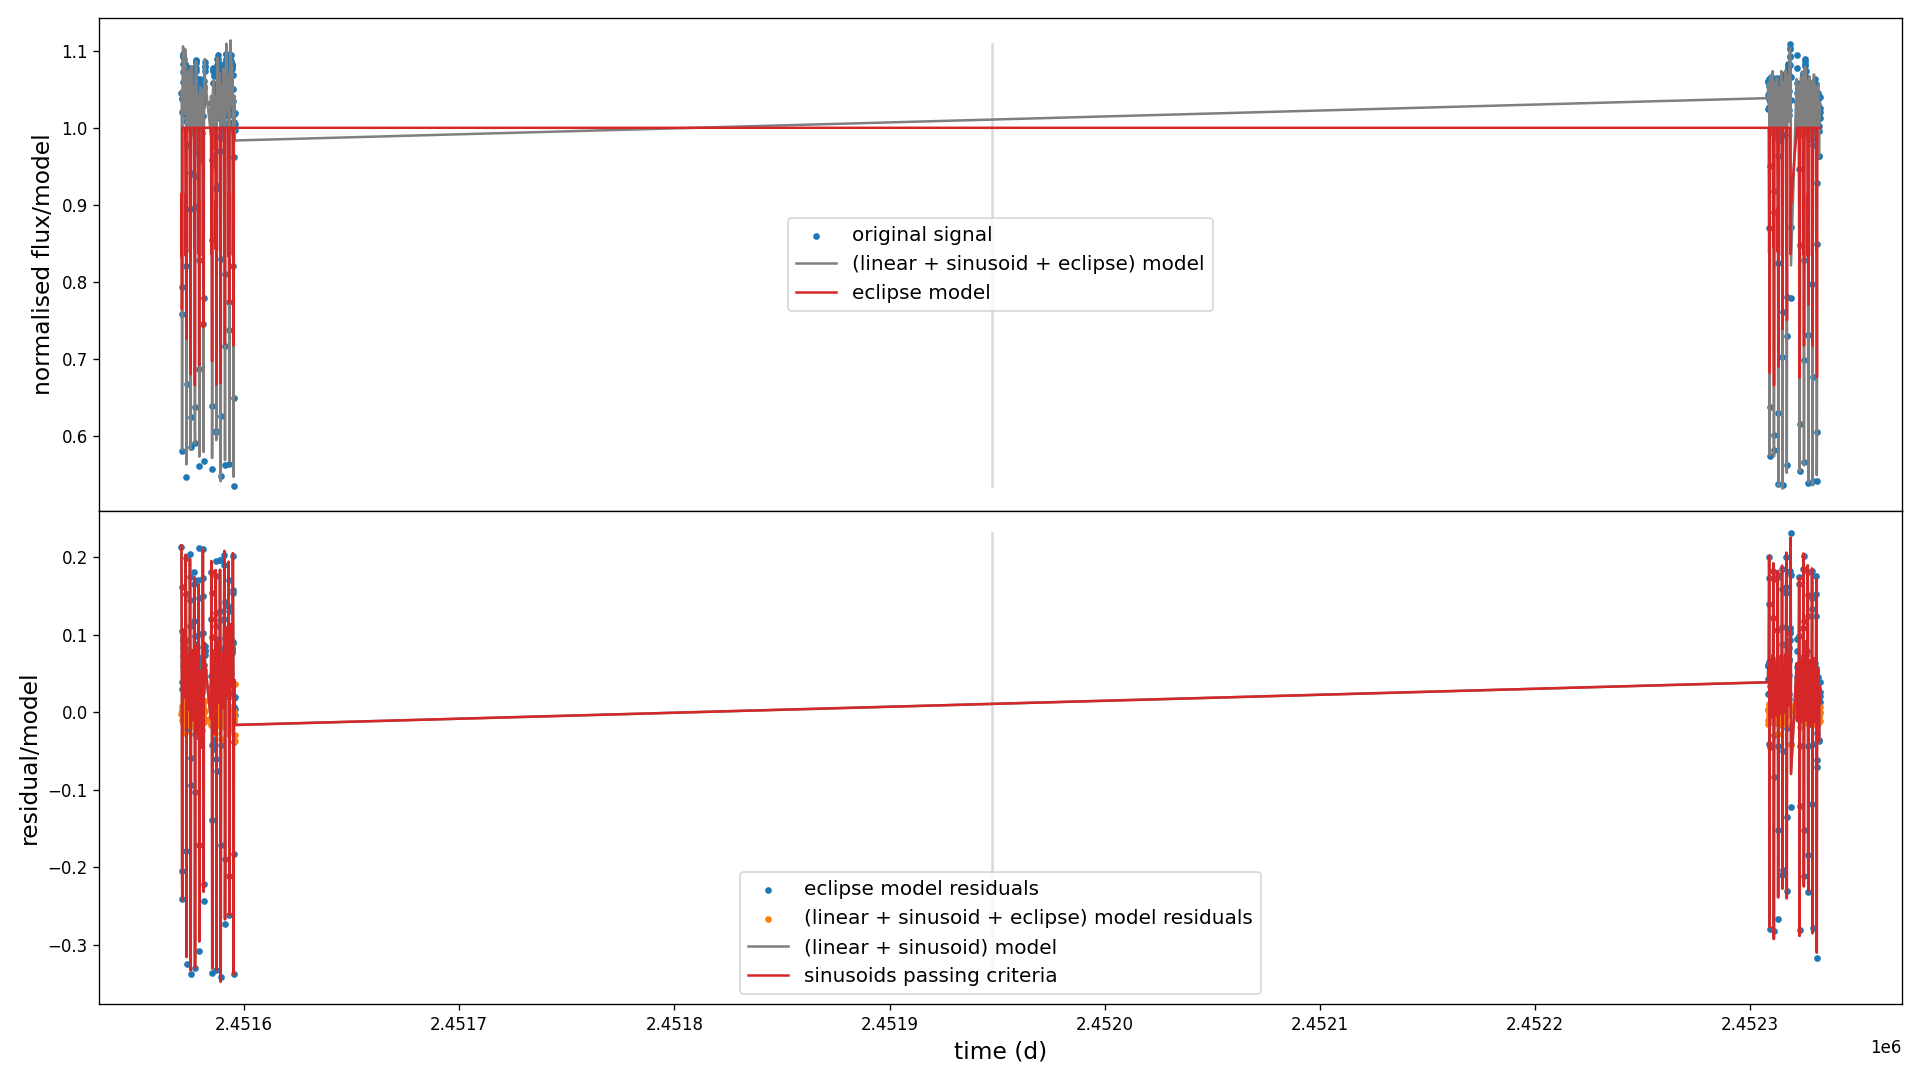 normalised flux/model
1.1
1.0
0.9
0.8
0.7
0.6
original signal
(linear + sinusoid + eclipse) model
eclipse model
residual/model
0.2
0.1
0.0
−0.1
−0.2
−0.3
eclipse model residuals
(linear + sinusoid + eclipse) model residuals
(linear + sinusoid) model
sinusoids passing criteria
2.4516 2.4517 2.4518 2.4519 2.4520 2.4521 2.4522 2.4523
1e6
time (d)